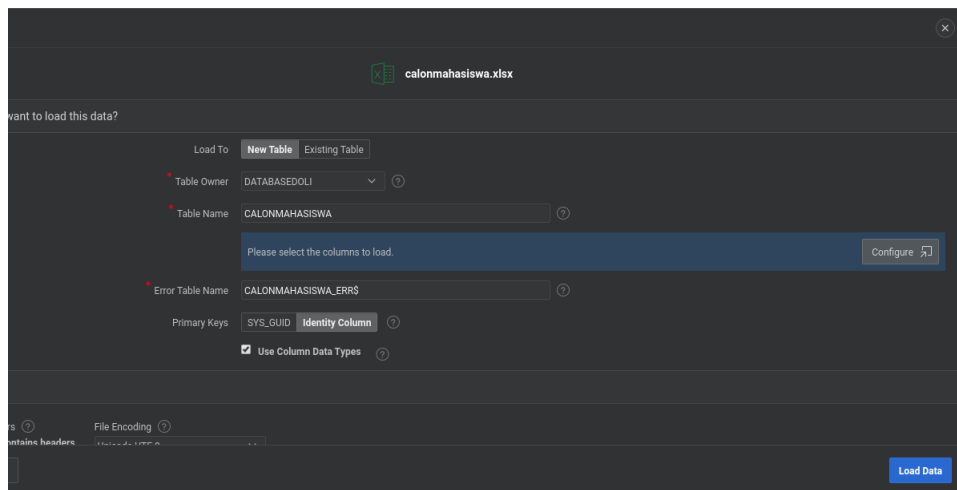 calonmahasiswa.xlsx
want to load this data?
Load To New Table Existing Table
* Table Owner DATABASEDOLI ?
* Table Name CALONMAHASISWA ?
Please select the columns to load. Configure
* Error Table Name CALONMAHASISWA_ERR$ ?
Primary Keys SYS_GUID Identity Column ?
Use Column Data Types ?
rs ? File Encoding ?
ontains headers
Load Data